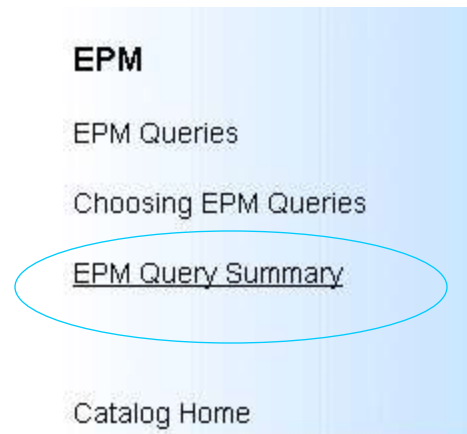 EPM
EPM Queries
Choosing EPM Queries
EPM Query Summary
Catalog Home